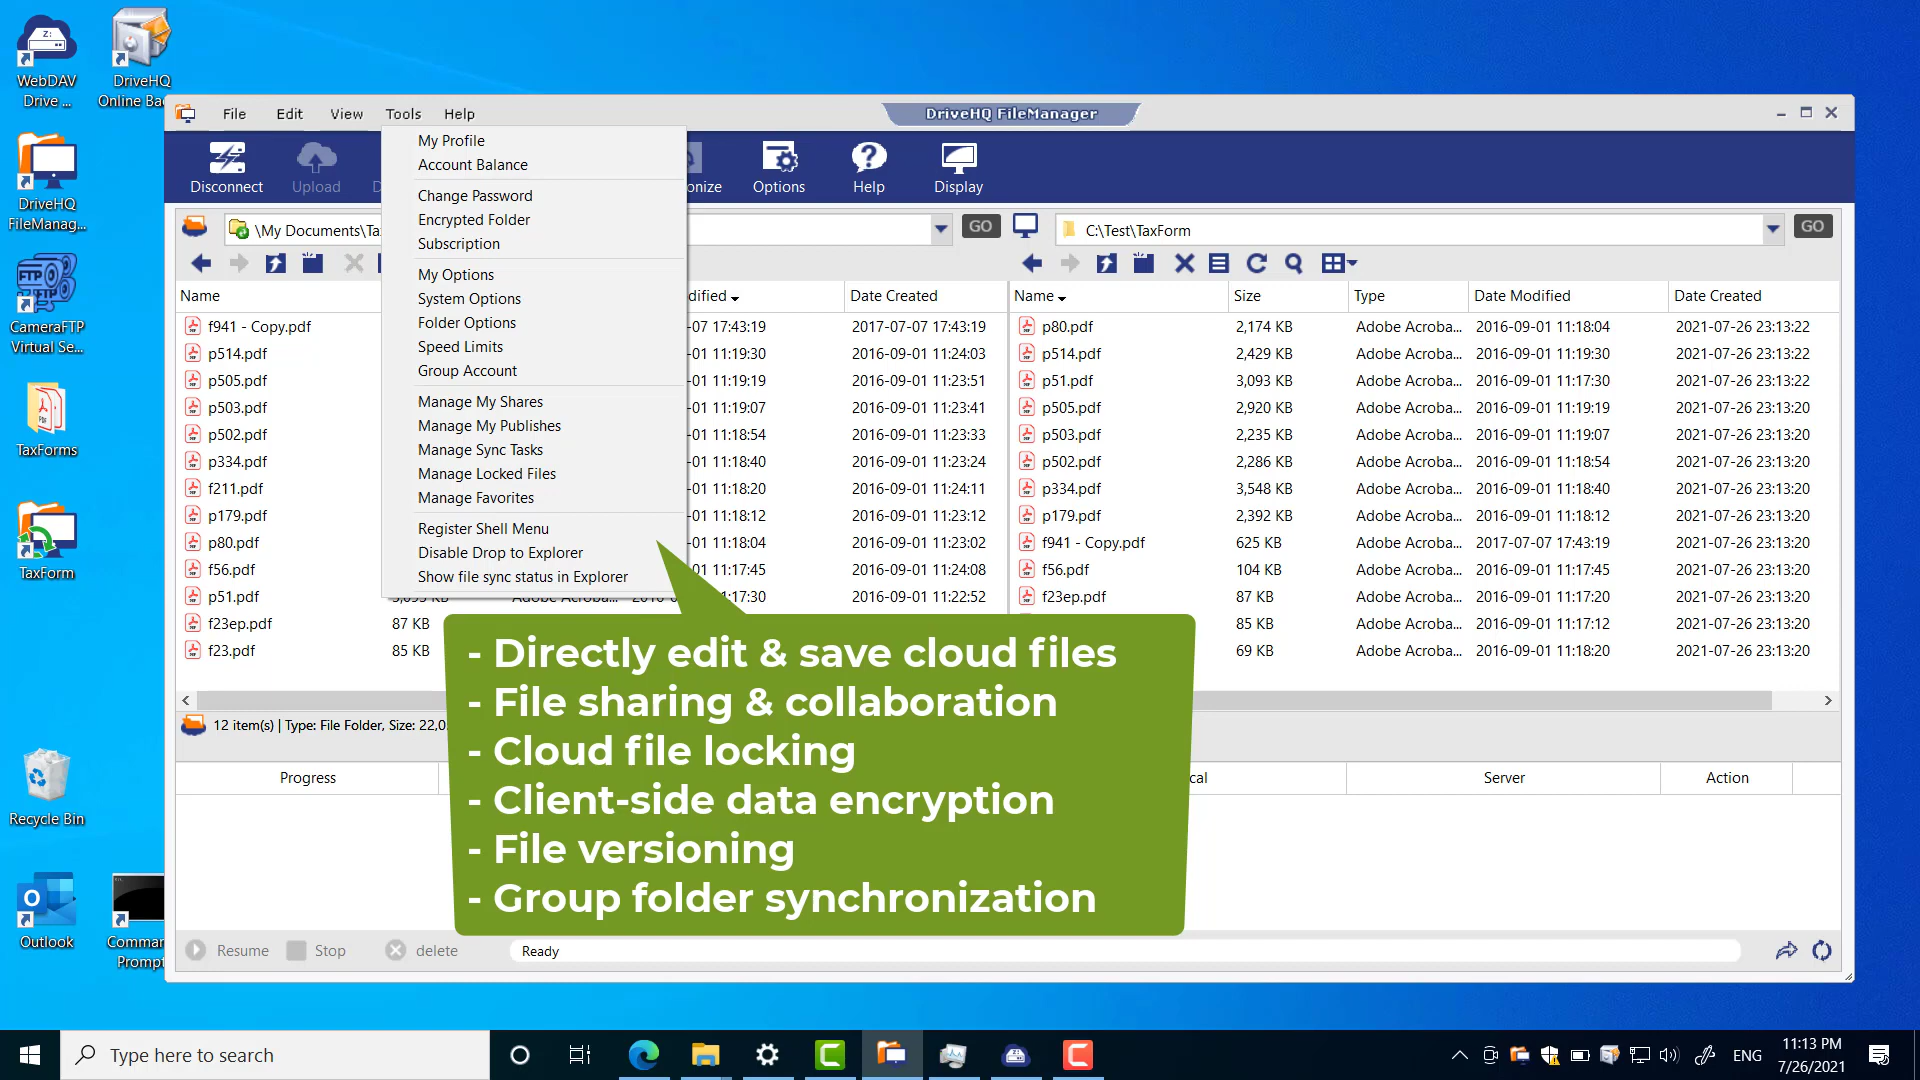 Z:
WebDAV
Drive ...
DriveHQ
Online Ba
DriveHQ
FileManag...
FTP
CameraFTP
Virtual Se...
TaxForms
TaxForm
Recycle Bin
Outlook
Comman
Prompt
File Edit View Tools Help
DriveHQ FileManager
Disconnect Upload D onize Options Help Display
My Profile
Account Balance
Change Password
Encrypted Folder
Subscription
My Options
System Options
Folder Options
Speed Limits
Group Account
Manage My Shares
Manage My Publishes
Manage Sync Tasks
Manage Locked Files
Manage Favorites
Register Shell Menu
Disable Drop to Explorer
Show file sync status in Explorer
\My Documents\Ta GO
C:\Test\TaxForm GO
Name dified Date Created
f941 - Copy.pdf -07 17:43:19 2017-07-07 17:43:19
p514.pdf -01 11:19:30 2016-09-01 11:24:03
p505.pdf -01 11:19:19 2016-09-01 11:23:51
p503.pdf -01 11:19:07 2016-09-01 11:23:41
p502.pdf -01 11:18:54 2016-09-01 11:23:33
p334.pdf -01 11:18:40 2016-09-01 11:23:24
f211.pdf -01 11:18:20 2016-09-01 11:24:11
p179.pdf -01 11:18:12 2016-09-01 11:23:12
p80.pdf -01 11:18:04 2016-09-01 11:23:02
f56.pdf 01 11:17:45 2016-09-01 11:24:08
p51.pdf 3,093 KB Adobe Acroba... 1:17:30 2016-09-01 11:22:52
f23ep.pdf 87 KB
f23.pdf 85 KB
Name Size Type Date Modified Date Created
p80.pdf 2,174 KB Adobe Acroba... 2016-09-01 11:18:04 2021-07-26 23:13:22
p514.pdf 2,429 KB Adobe Acroba... 2016-09-01 11:19:30 2021-07-26 23:13:22
p51.pdf 3,093 KB Adobe Acroba... 2016-09-01 11:17:30 2021-07-26 23:13:22
p505.pdf 2,920 KB Adobe Acroba... 2016-09-01 11:19:19 2021-07-26 23:13:20
p503.pdf 2,235 KB Adobe Acroba... 2016-09-01 11:19:07 2021-07-26 23:13:20
p502.pdf 2,286 KB Adobe Acroba... 2016-09-01 11:18:54 2021-07-26 23:13:20
p334.pdf 3,548 KB Adobe Acroba... 2016-09-01 11:18:40 2021-07-26 23:13:20
p179.pdf 2,392 KB Adobe Acroba... 2016-09-01 11:18:12 2021-07-26 23:13:20
f941 - Copy.pdf 625 KB Adobe Acroba... 2017-07-07 17:43:19 2021-07-26 23:13:20
f56.pdf 104 KB Adobe Acroba... 2016-09-01 11:17:45 2021-07-26 23:13:20
f23ep.pdf 87 KB Adobe Acroba... 2016-09-01 11:17:20 2021-07-26 23:13:20
85 KB Adobe Acroba... 2016-09-01 11:17:12 2021-07-26 23:13:20
69 KB Adobe Acroba... 2016-09-01 11:18:20 2021-07-26 23:13:20
12 item(s) | Type: File Folder, Size: 22,0
Progress cal Server Action
- Directly edit & save cloud files
- File sharing & collaboration
- Cloud file locking
- Client-side data encryption
- File versioning
- Group folder synchronization
Resume Stop delete Ready
Type here to search
ENG
11:13 PM
7/26/2021